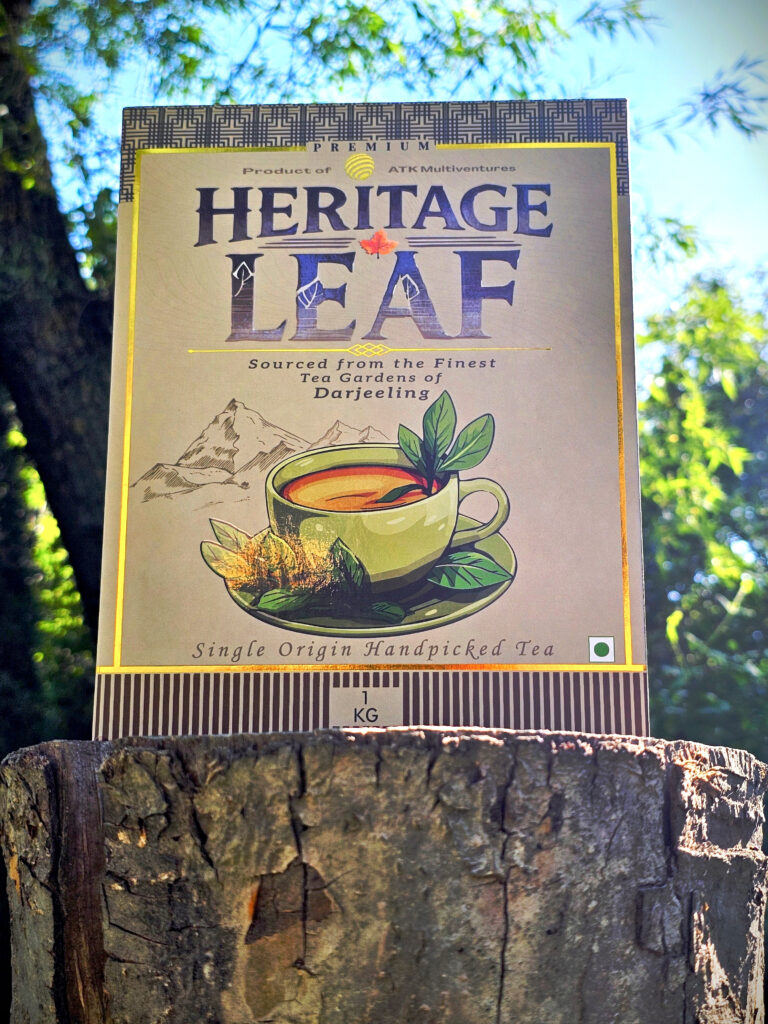 PREMIUM
Product of ATK Multiventures
HERITAGE
LEAF
Sourced from the Finest
Tea Gardens of
Darjeeling
Single Origin Handpicked Tea
1
KG